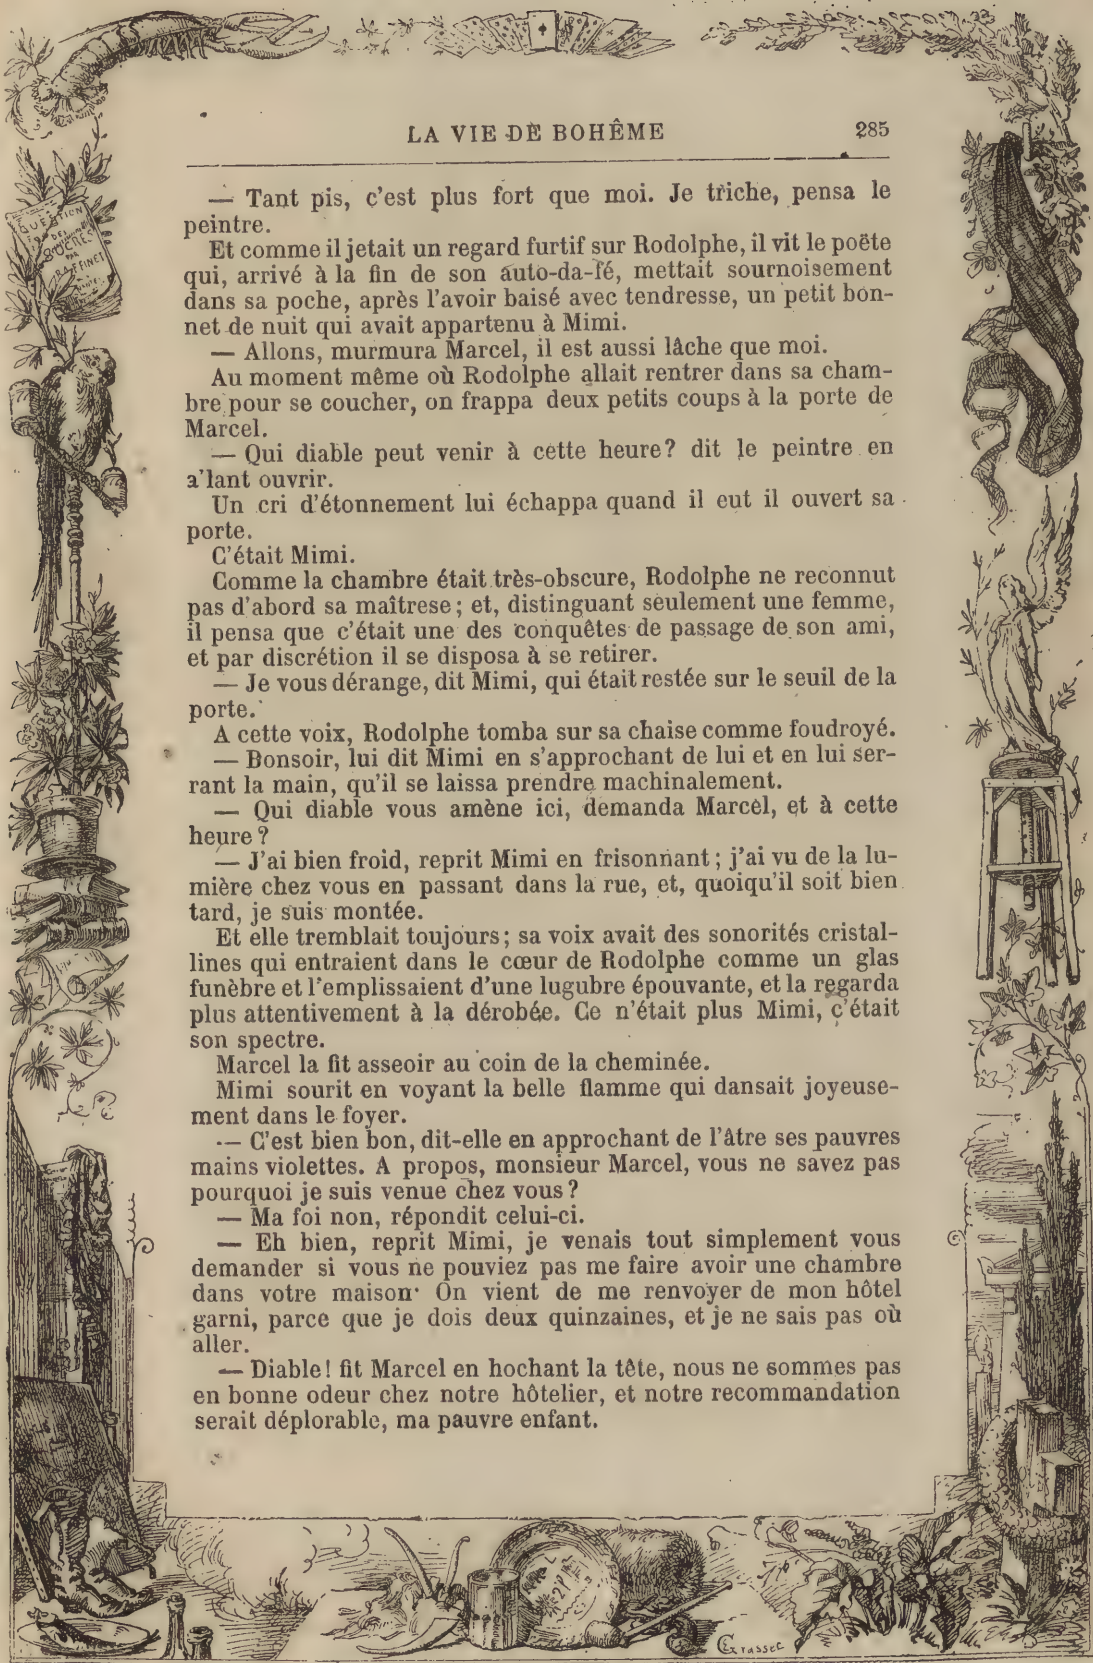 LA VIE DE BOHÊME 285
— Tant pis, c'est plus fort que moi. Je triche, pensa le
peintre.
Et comme il jetait un regard furtif sur Rodolphe, il vit le poëte
qui, arrivé à la fin de son auto-da-fé, mettait sournoisement
dans sa poche, après l'avoir baisé avec tendresse, un petit bon-
net de nuit qui avait appartenu à Mimi.
— Allons, murmura Marcel, il est aussi lâche que moi.
Au moment même où Rodolphe allait rentrer dans sa cham-
bre pour se coucher, on frappa deux petits coups à la porte de
Marcel.
— Qui diable peut venir à cette heure? dit le peintre en
a'lant ouvrir.
Un cri d'étonnement lui échappa quand il eut il ouvert sa
porte.
C'était Mimi.
Comme la chambre était très-obscure, Rodolphe ne reconnut
pas d'abord sa maîtrese; et, distinguant seulement une femme,
il pensa que c'était une des conquêtes de passage de son ami,
et par discrétion il se disposa à se retirer.
— Je vous dérange, dit Mimi, qui était restée sur le seuil de la
porte.
A cette voix, Rodolphe tomba sur sa chaise comme foudroyé.
— Bonsoir, lui dit Mimi en s'approchant de lui et en lui ser-
rant la main, qu'il se laissa prendre machinalement.
— Qui diable vous amène ici, demanda Marcel, et à cette
heure?
— J'ai bien froid, reprit Mimi en frisonnant; j'ai vu de la lu-
mière chez vous en passant dans la rue, et, quoiqu'il soit bien
tard, je suis montée.
Et elle tremblait toujours; sa voix avait des sonorités cristal-
lines qui entraient dans le cœur de Rodolphe comme un glas
funèbre et l'emplissaient d'une lugubre épouvante, et la regarda
plus attentivement à la dérobée. Ce n'était plus Mimi, c'était
son spectre.
Marcel la fit asseoir au coin de la cheminée.
Mimi sourit en voyant la belle flamme qui dansait joyeuse-
ment dans le foyer.
— C'est bien bon, dit-elle en approchant de l'âtre ses pauvres
mains violettes. A propos, monsieur Marcel, vous ne savez pas
pourquoi je suis venue chez vous?
— Ma foi non, répondit celui-ci.
— Eh bien, reprit Mimi, je venais tout simplement vous
demander si vous ne pouviez pas me faire avoir une chambre
dans votre maison· On vient de me renvoyer de mon hôtel
garni, parce que je dois deux quinzaines, et je ne sais pas où
aller.
— Diable! fit Marcel en hochant la tête, nous ne sommes pas
en bonne odeur chez notre hôtelier, et notre recommandation
serait déplorable, ma pauvre enfant.
QUESTION
DES
SUCRES
PAR
RAFFINET
Grasset